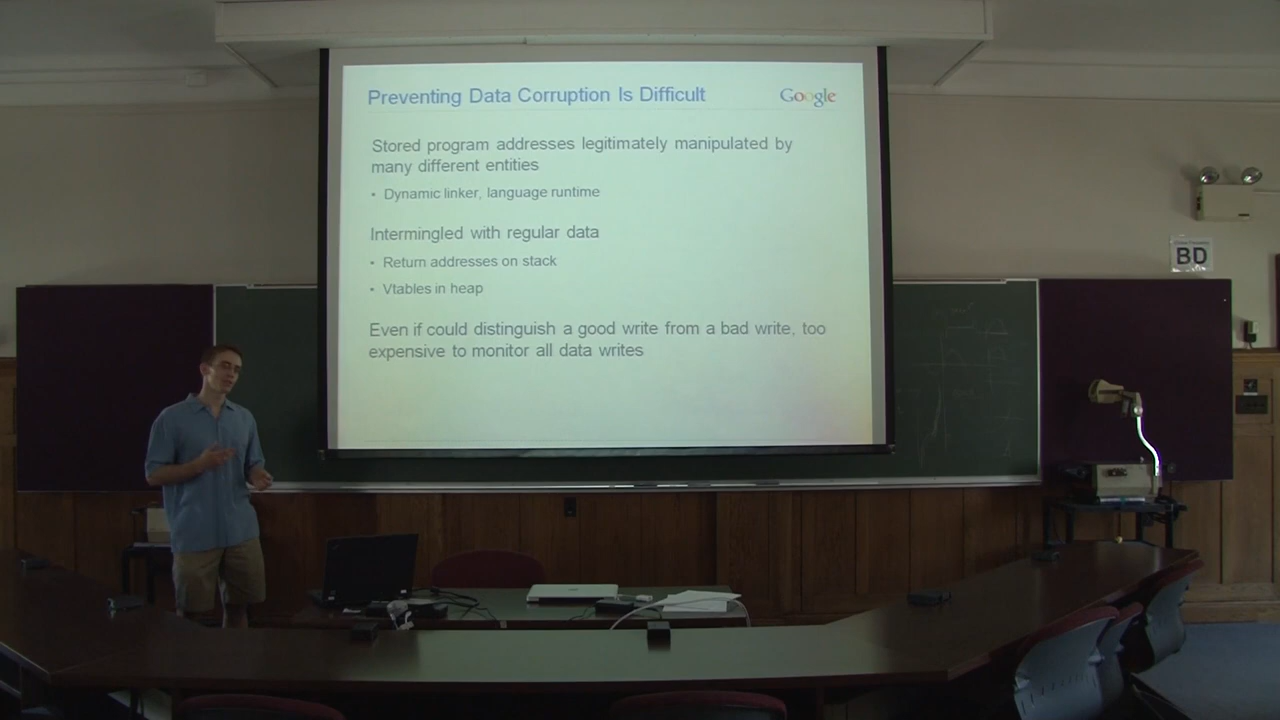 Preventing Data Corruption Is Difficult
Google
Stored program addresses legitimately manipulated by
many different entities
• Dynamic linker, language runtime
Intermingled with regular data
• Return addresses on stack
• Vtables in heap
Even if could distinguish a good write from a bad write, too
expensive to monitor all data writes
BD